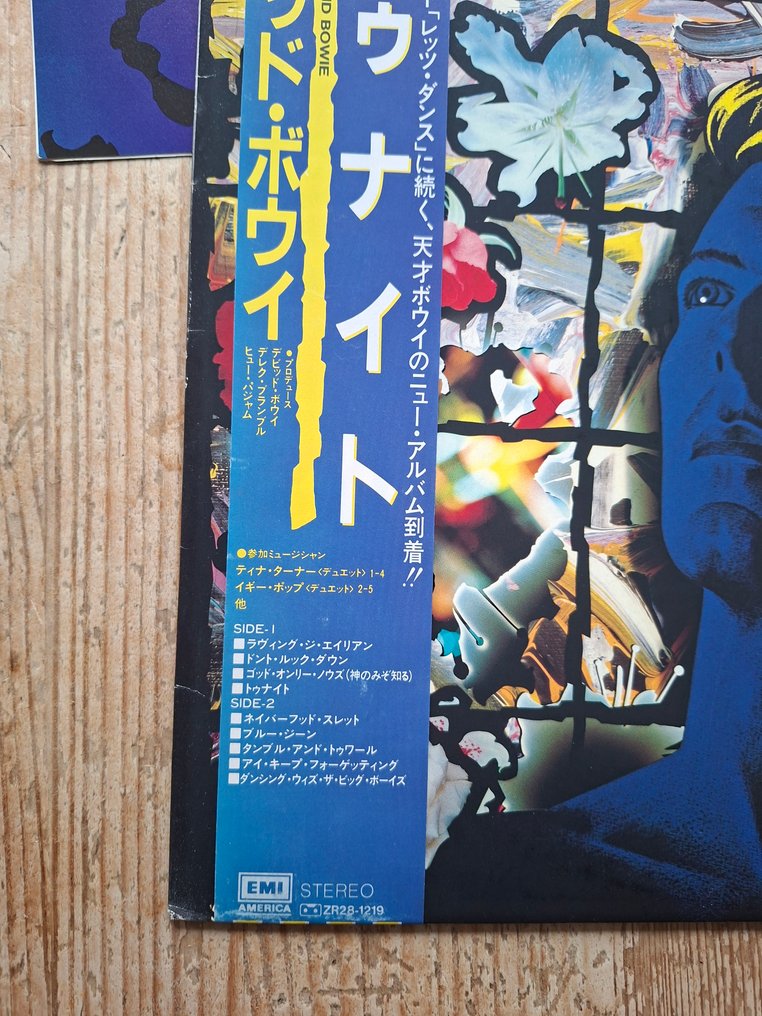 ゥナイト
「レッツ・ダンス」に続く、天才ボウイのニュー・アルバム到着!!
BOWIE
ッド・ボウイ
●プロデュース
デビッド・ボウイ
デレク・ブランブル
ヒュー・パジャム
●参加ミュージシャン
ティナ・ターナー〈デュエット〉1-4
イギー・ポップ〈デュエット〉2-5
他
SIDE-1
■ラヴィング・ジ・エイリアン
■ドント・ルック・ダウン
■ゴッド・オンリー・ノウズ(神のみぞ知る)
■トゥナイト
SIDE-2
■ネイバーフッド・スレット
■ブルー・ジーン
■タンブル・アンド・トゥワール
■アイ・キープ・フォーゲッティング
■ダンシング・ウィズ・ザ・ビッグ・ボーイズ
EMI STEREO
AMERICA ZR28-1219